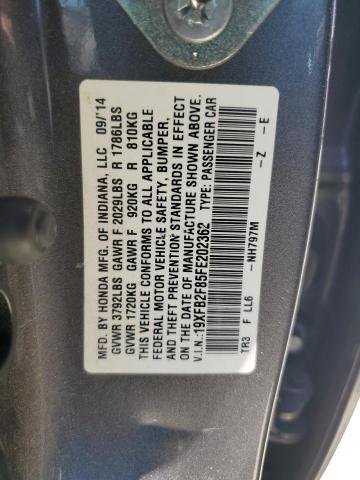 MFD. BY HONDA MFG. OF INDIANA, LLC 09/'14
GVWR 3792LBS GAWR F 2029LBS R 1786LBS
GVWR 1720KG GAWR F 920KG R 810KG
THIS VEHICLE CONFORMS TO ALL APPLICABLE
FEDERAL MOTOR VEHICLE SAFETY, BUMPER,
AND THEFT PREVENTION STANDARDS IN EFFECT
ON THE DATE OF MANUFACTURE SHOWN ABOVE.
V.I.N.:19XFB2F85FE202362 TYPE: PASSENGER CAR
TR3 F LL6 -NH797M -Z -E